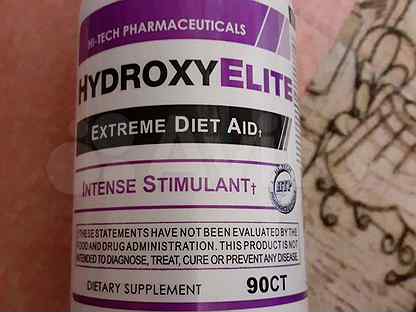 HI-TECH PHARMACEUTICALS
HYDROXYELITE
EXTREME DIET AID†
INTENSE STIMULANT†
HTP
THESE STATEMENTS HAVE NOT BEEN EVALUATED BY THE
FOOD AND DRUG ADMINISTRATION. THIS PRODUCT IS NOT
INTENDED TO DIAGNOSE, TREAT, CURE OR PREVENT ANY DISEASE.
DIETARY SUPPLEMENT 90CT